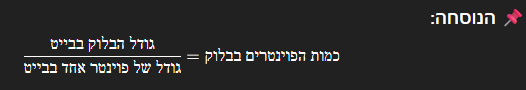 📌 הנוסחה:
כמות הפוינטרים בבלוק = גודל הבלוק בבייט
גודל של פוינטר אחד בבייט